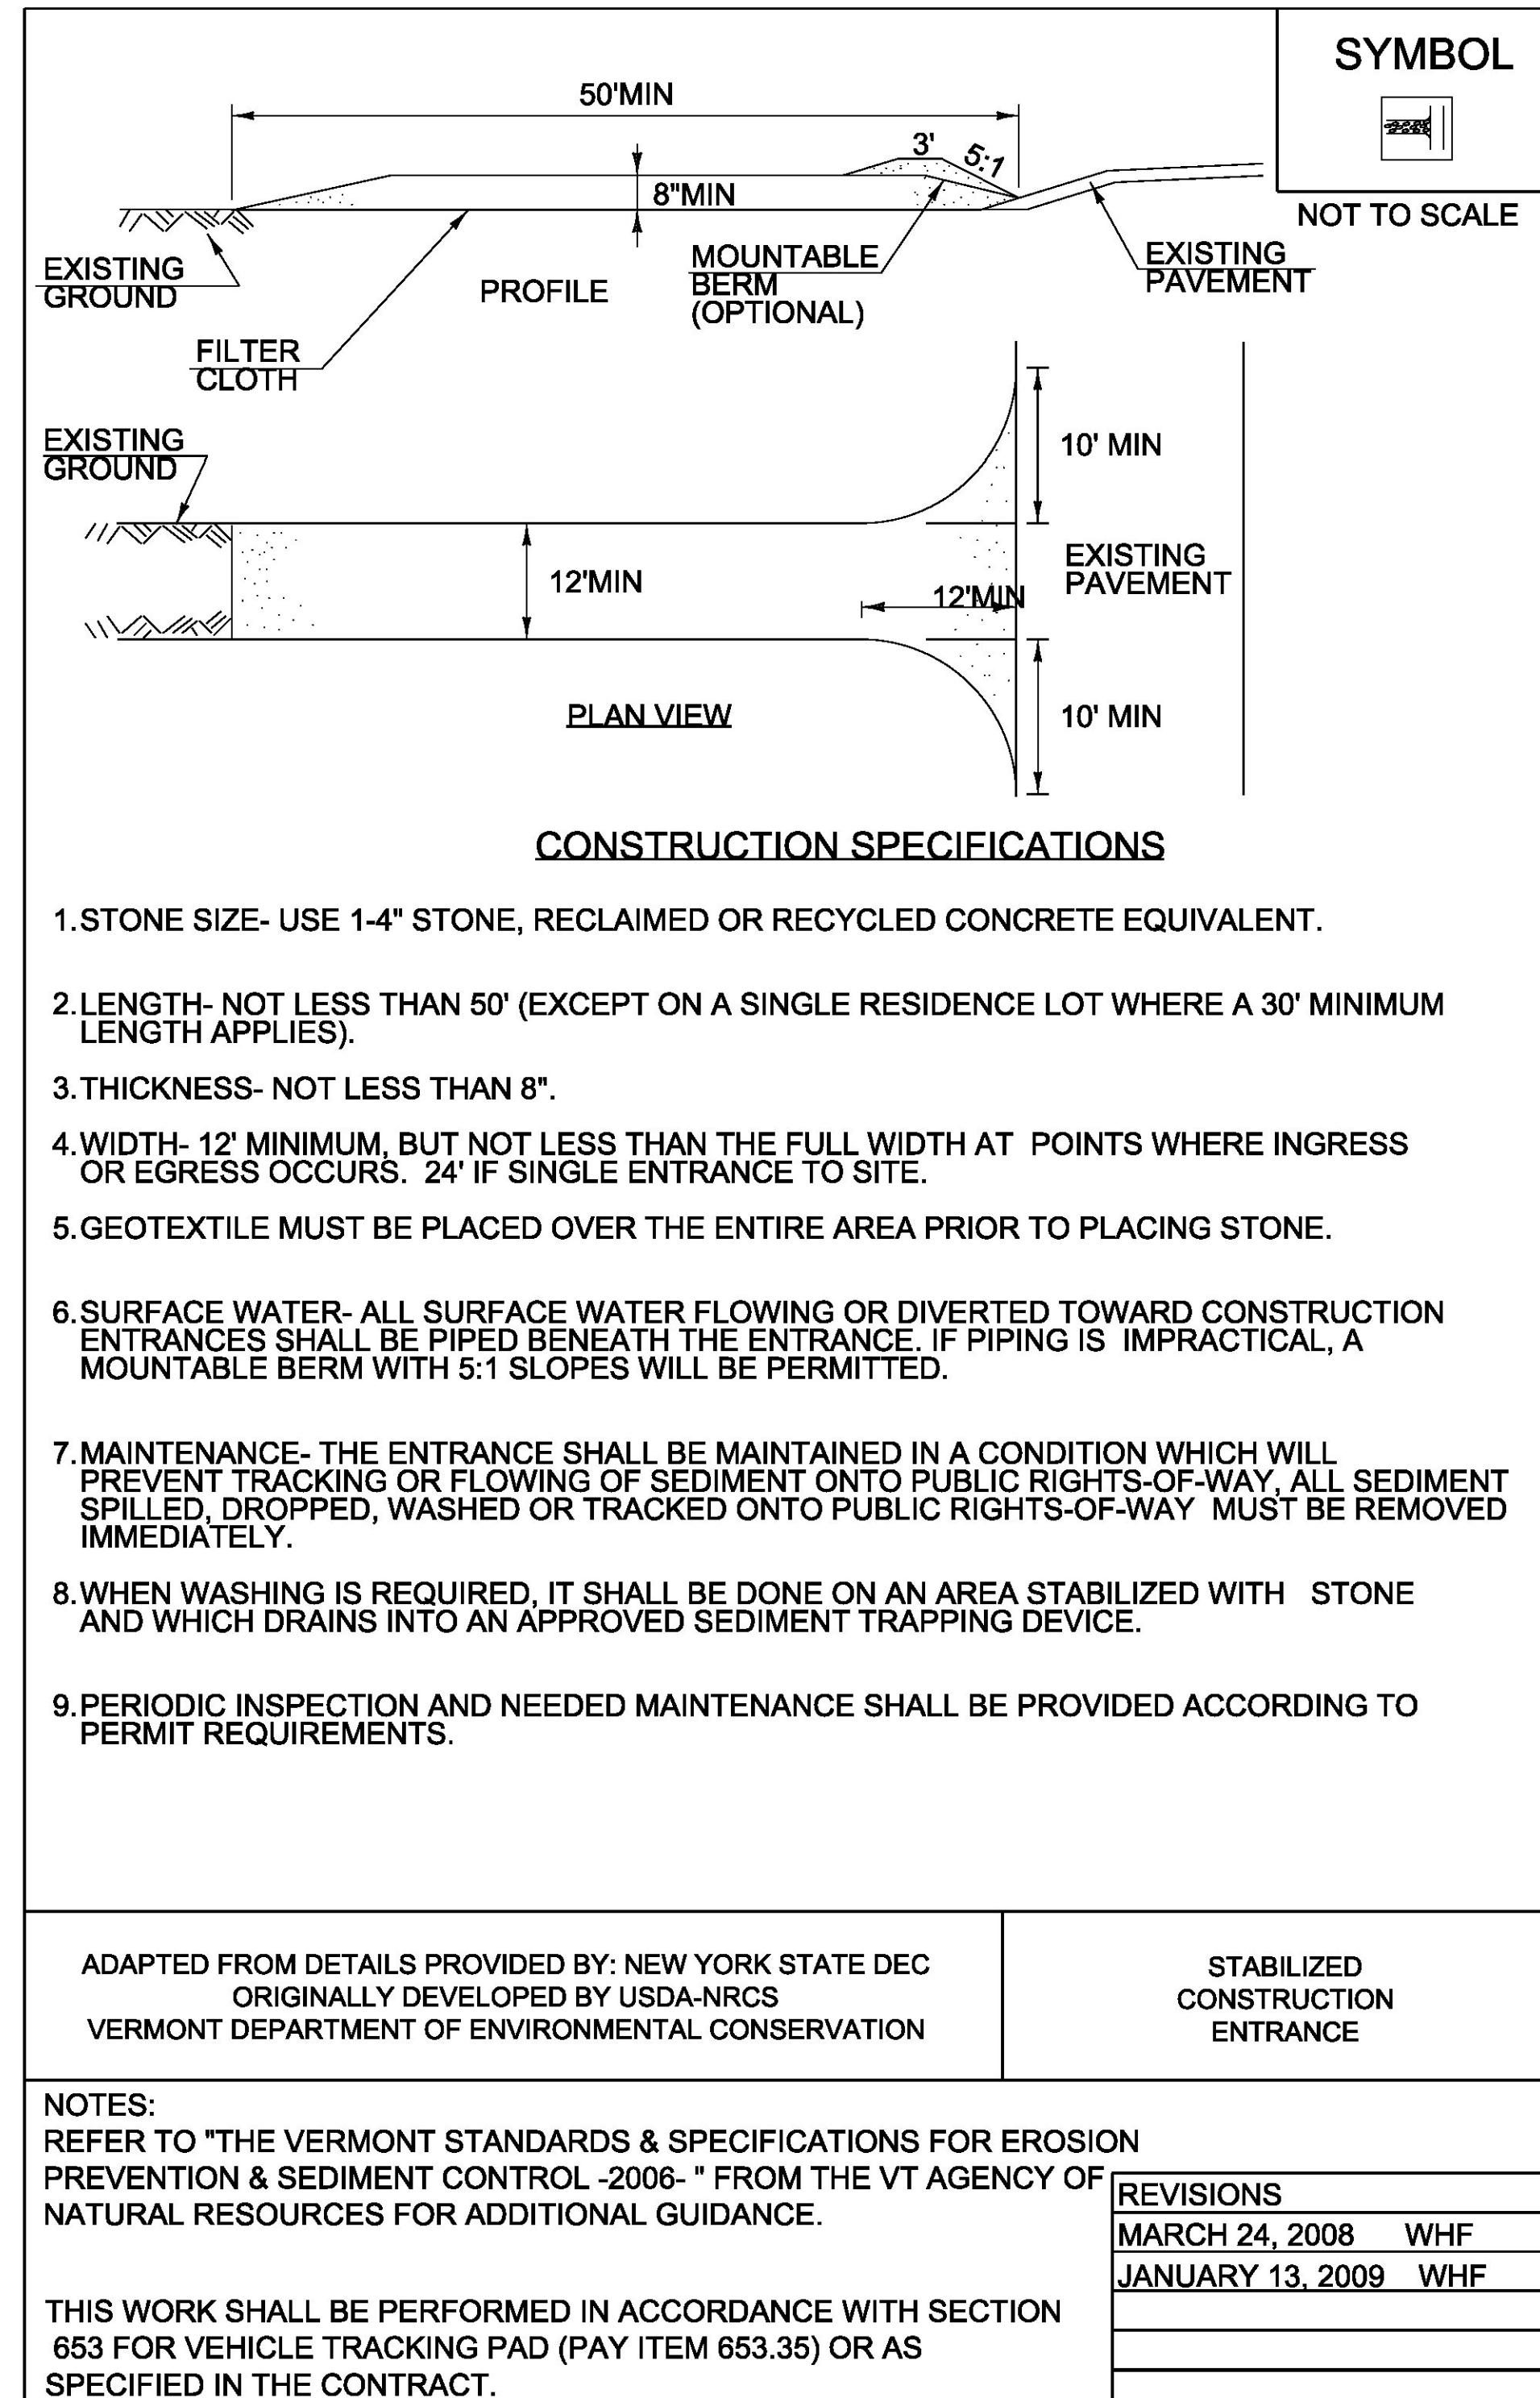 SYMBOL
NOT TO SCALE
50'MIN
3'
5:1
8"MIN
EXISTING
GROUND
PROFILE
MOUNTABLE
BERM
(OPTIONAL)
EXISTING
PAVEMENT
FILTER
CLOTH
EXISTING
GROUND
10' MIN
12'MIN
12'MIN
EXISTING
PAVEMENT
PLAN VIEW
10' MIN
CONSTRUCTION SPECIFICATIONS
1. STONE SIZE- USE 1-4" STONE, RECLAIMED OR RECYCLED CONCRETE EQUIVALENT.
2. LENGTH- NOT LESS THAN 50' (EXCEPT ON A SINGLE RESIDENCE LOT WHERE A 30' MINIMUM
LENGTH APPLIES).
3. THICKNESS- NOT LESS THAN 8".
4. WIDTH- 12' MINIMUM, BUT NOT LESS THAN THE FULL WIDTH AT POINTS WHERE INGRESS
OR EGRESS OCCURS. 24' IF SINGLE ENTRANCE TO SITE.
5. GEOTEXTILE MUST BE PLACED OVER THE ENTIRE AREA PRIOR TO PLACING STONE.
6. SURFACE WATER- ALL SURFACE WATER FLOWING OR DIVERTED TOWARD CONSTRUCTION
ENTRANCES SHALL BE PIPED BENEATH THE ENTRANCE. IF PIPING IS IMPRACTICAL, A
MOUNTABLE BERM WITH 5:1 SLOPES WILL BE PERMITTED.
7. MAINTENANCE- THE ENTRANCE SHALL BE MAINTAINED IN A CONDITION WHICH WILL
PREVENT TRACKING OR FLOWING OF SEDIMENT ONTO PUBLIC RIGHTS-OF-WAY, ALL SEDIMENT
SPILLED, DROPPED, WASHED OR TRACKED ONTO PUBLIC RIGHTS-OF-WAY MUST BE REMOVED
IMMEDIATELY.
8. WHEN WASHING IS REQUIRED, IT SHALL BE DONE ON AN AREA STABILIZED WITH STONE
AND WHICH DRAINS INTO AN APPROVED SEDIMENT TRAPPING DEVICE.
9. PERIODIC INSPECTION AND NEEDED MAINTENANCE SHALL BE PROVIDED ACCORDING TO
PERMIT REQUIREMENTS.
ADAPTED FROM DETAILS PROVIDED BY: NEW YORK STATE DEC
ORIGINALLY DEVELOPED BY USDA-NRCS
VERMONT DEPARTMENT OF ENVIRONMENTAL CONSERVATION
STABILIZED
CONSTRUCTION
ENTRANCE
NOTES:
REFER TO "THE VERMONT STANDARDS & SPECIFICATIONS FOR EROSION
PREVENTION & SEDIMENT CONTROL -2006- " FROM THE VT AGENCY OF
NATURAL RESOURCES FOR ADDITIONAL GUIDANCE.
THIS WORK SHALL BE PERFORMED IN ACCORDANCE WITH SECTION
653 FOR VEHICLE TRACKING PAD (PAY ITEM 653.35) OR AS
SPECIFIED IN THE CONTRACT.
REVISIONS
MARCH 24, 2008 WHF
JANUARY 13, 2009 WHF